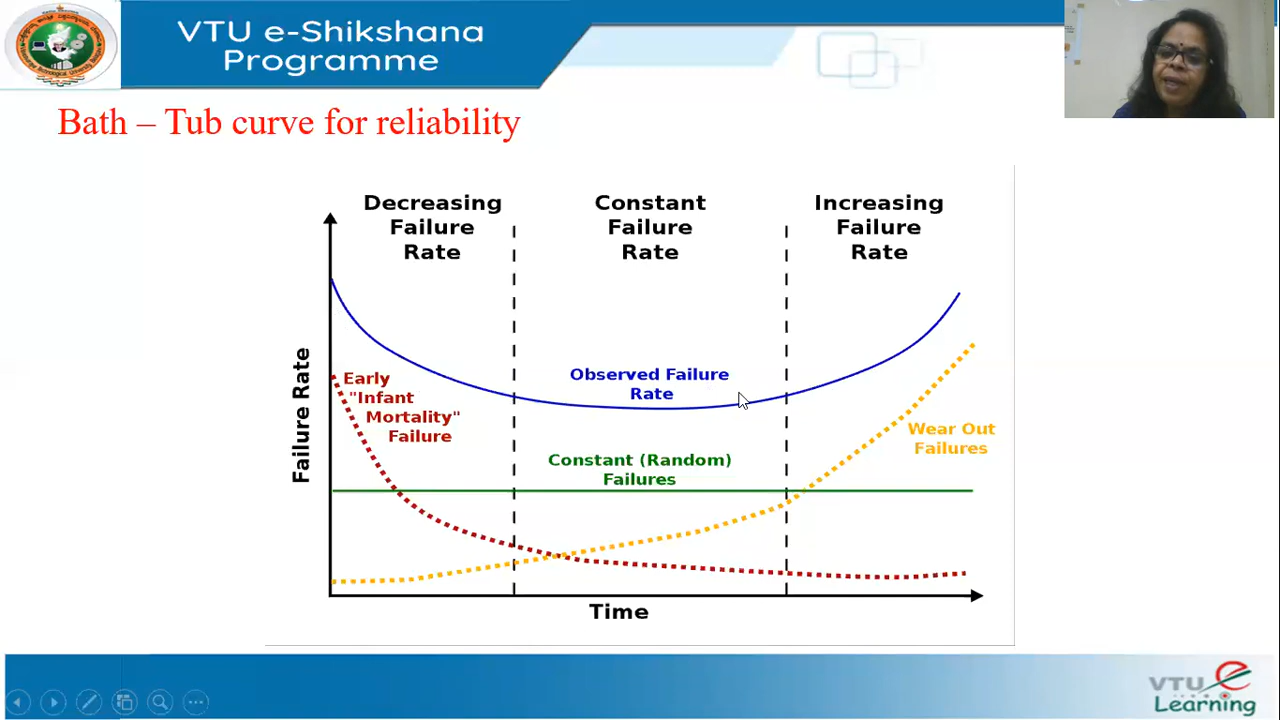 VTU e-Shikshana
Programme
Bath – Tub curve for reliability
Decreasing
Failure
Rate
Constant
Failure
Rate
Increasing
Failure
Rate
Failure Rate
Observed Failure
Rate
Early
"Infant
Mortality"
Failure
Wear Out
Failures
Constant (Random)
Failures
Time
VTU e
Learning